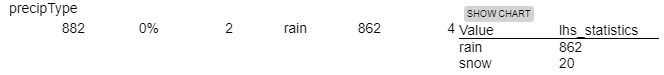 precipType
SHOW CHART
882 0% 2 rain 862 4 Value lhs_statistics
rain 862
snow 20